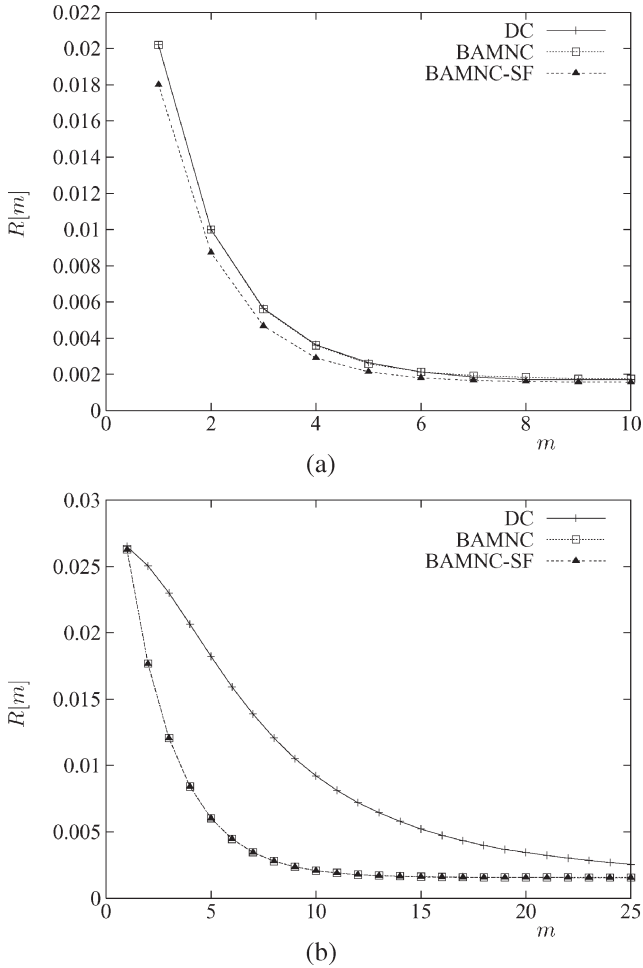 0.022
0.02
0.018
0.016
0.014
0.012
0.01
0.008
0.006
0.004
0.002
0
R[m]
DC
BAMNC
BAMNC-SF
0 2 4 6 8 10
m
(a)
0.03
0.025
0.02
0.015
0.01
0.005
0
R[m]
DC
BAMNC
BAMNC-SF
0 5 10 15 20 25
m
(b)